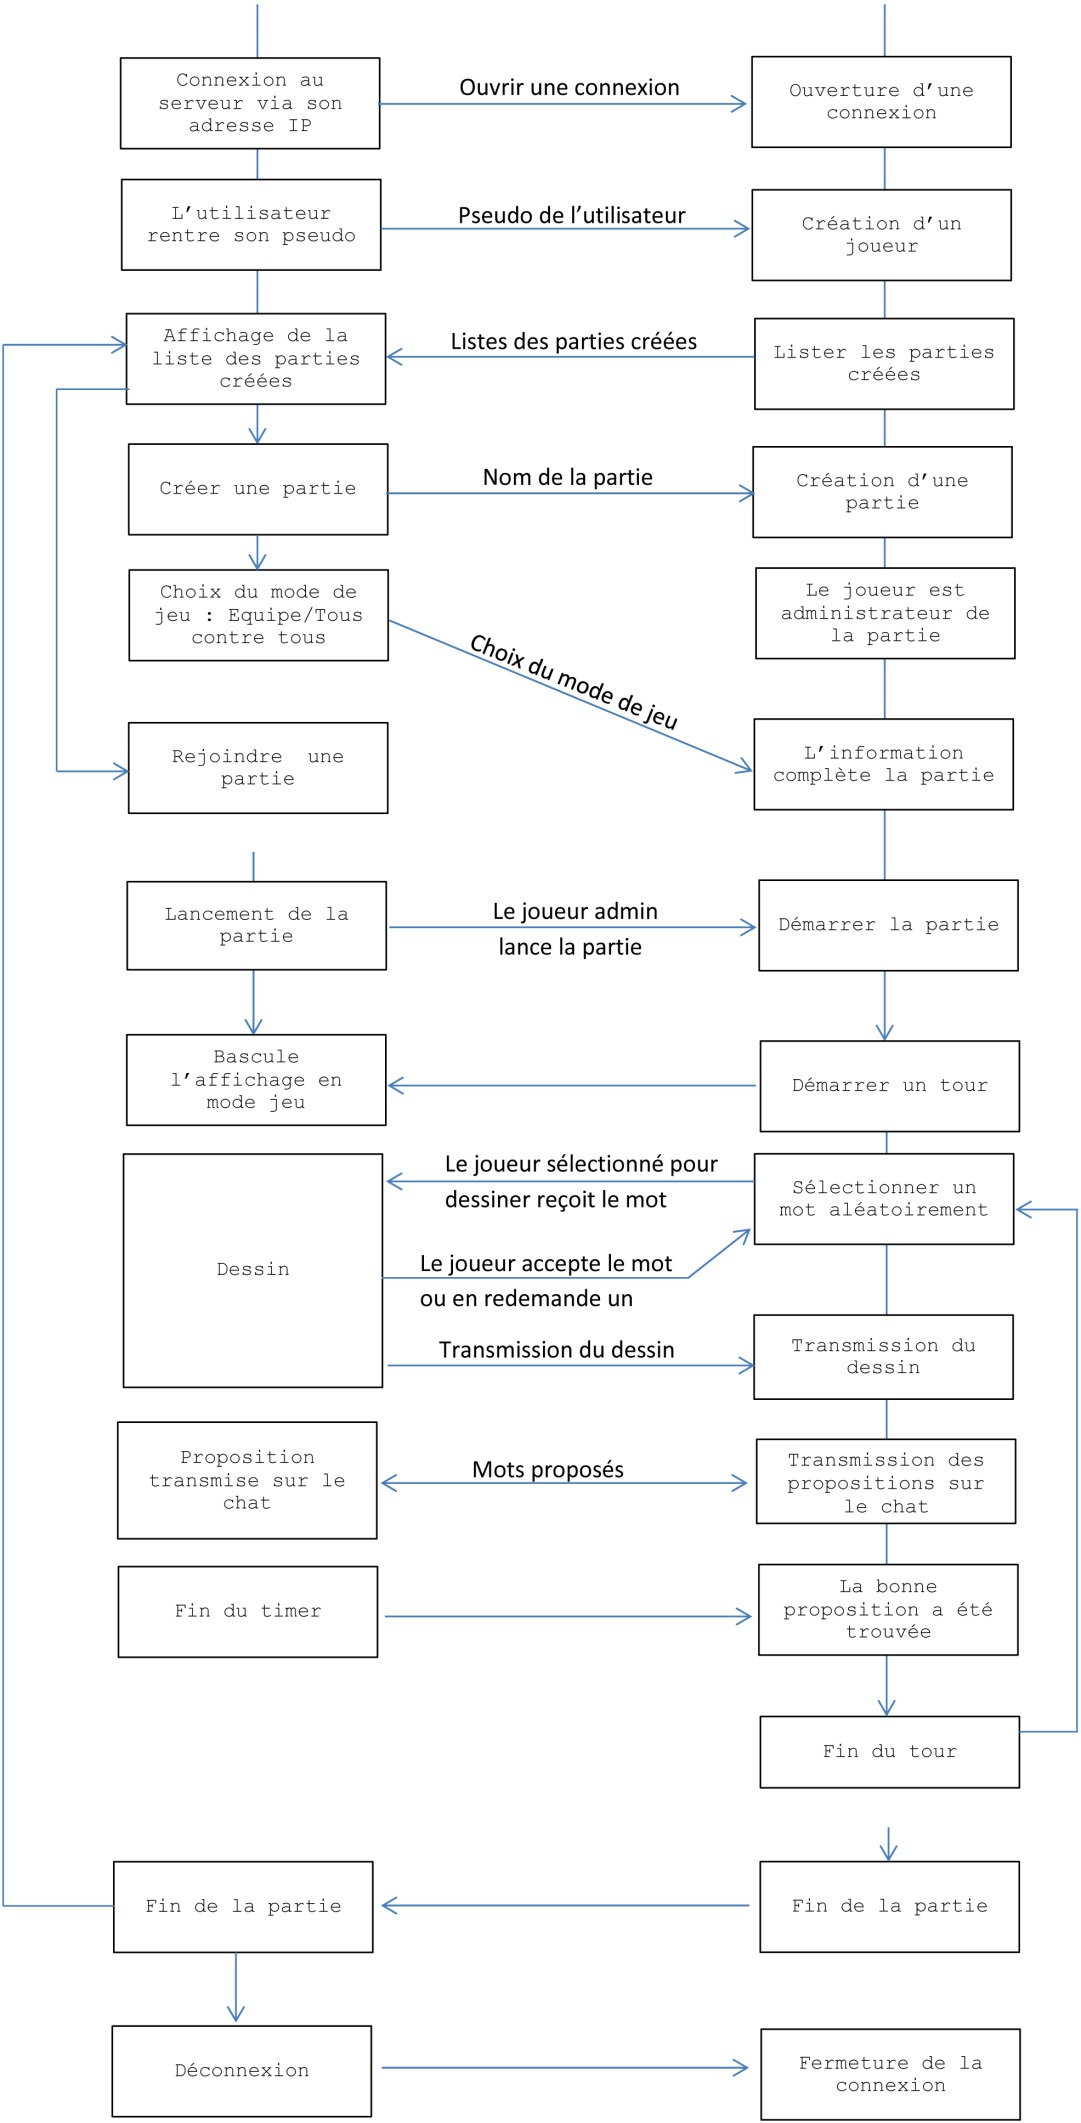 Connexion au
serveur via son
adresse IP
Ouvrir une connexion
Ouverture d’une
connexion
L’utilisateur
rentre son pseudo
Pseudo de l’utilisateur
Création d’un
joueur
Affichage de la
liste des parties
créées
Listes des parties créées
Lister les parties
créées
Créer une partie
Nom de la partie
Création d’une
partie
Choix du mode de
jeu : Equipe/Tous
contre tous
Choix du mode de jeu
Le joueur est
administrateur de
la partie
Rejoindre  une
partie
L’information
complète la partie
Lancement de la
partie
Le joueur admin
lance la partie
Démarrer la partie
Bascule
l’affichage en
mode jeu
Démarrer un tour
Dessin
Le joueur sélectionné pour
dessiner reçoit le mot
Sélectionner un
mot aléatoirement
Le joueur accepte le mot
ou en redemande un
Transmission du dessin
Transmission du
dessin
Proposition
transmise sur le
chat
Mots proposés
Transmission des
propositions sur
le chat
Fin du timer
La bonne
proposition a été
trouvée
Fin du tour
Fin de la partie
Fin de la partie
Déconnexion
Fermeture de la
connexion